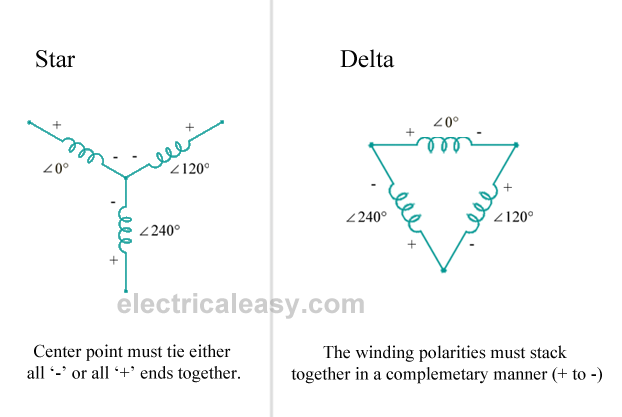 Star
+
- -
+
∠0°
∠120°
-
∠240°
+
Center point must tie either
all ‘-’ or all ‘+’ ends together.
Delta
∠0°
+ -
- +
∠240°
∠120°
+ -
The winding polarities must stack
together in a complemetary manner (+ to -)
electricaleasy.com